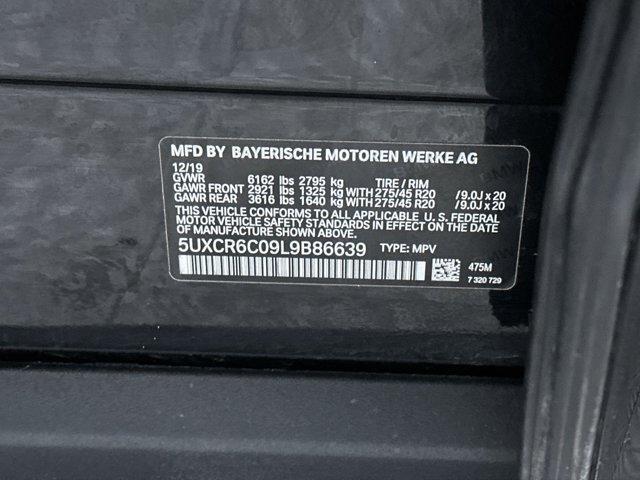 MFD BY BAYERISCHE MOTOREN WERKE AG
12/19
GVWR 6162 lbs 2795 kg TIRE / RIM
GAWR FRONT 2921 lbs 1325 kg WITH 275/45 R20 /9.0J x 20
GAWR REAR 3616 lbs 1640 kg WITH 275/45 R20 /9.0J x 20
THIS VEHICLE CONFORMS TO ALL APPLICABLE U. S. FEDERAL
MOTOR VEHICLE SAFETY STANDARDS IN EFFECT ON THE DATE
OF MANUFACTURE SHOWN ABOVE.
5UXCR6C09L9B86639 TYPE: MPV
475M
7 320 729